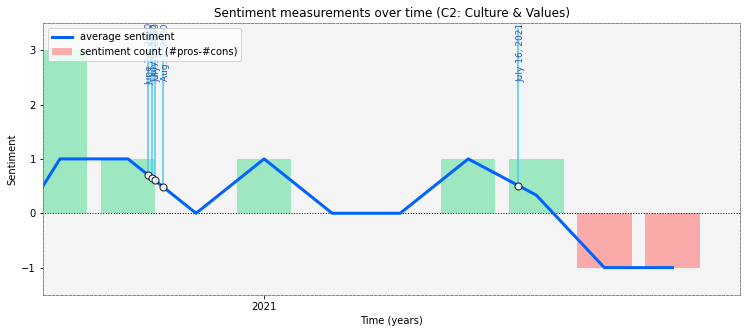 Sentiment measurements over time (C2: Culture & Values)
average sentiment
sentiment count (#pros-#cons)
July 16, 2021
Sentiment
3
2
1
0
−1
2021
Time (years)